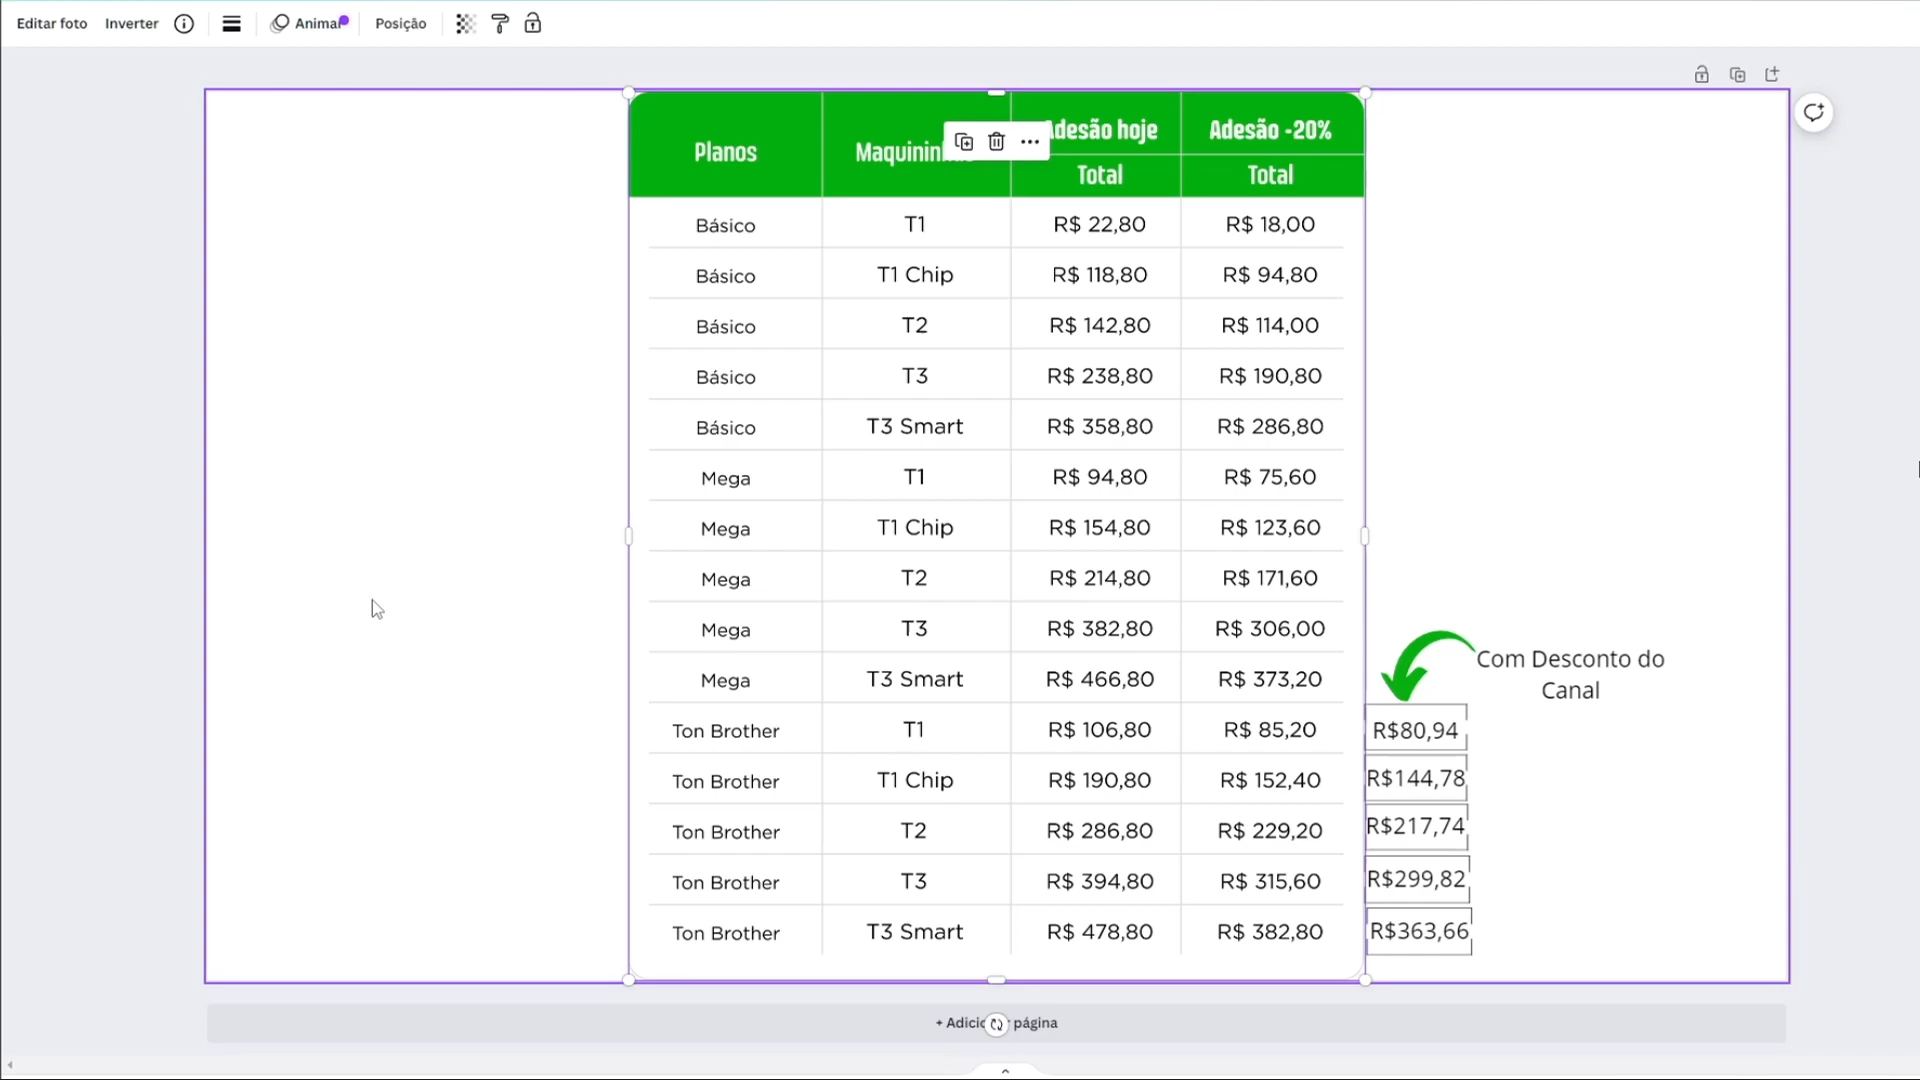 Editar foto Inverter Animar Posição
Planos Adesão hoje Adesão -20%
Total Total
Básico T1 R$ 22,80 R$ 18,00
Básico T1 Chip R$ 118,80 R$ 94,80
Básico T2 R$ 142,80 R$ 114,00
Básico T3 R$ 238,80 R$ 190,80
Básico T3 Smart R$ 358,80 R$ 286,80
Mega T1 R$ 94,80 R$ 75,60
Mega T1 Chip R$ 154,80 R$ 123,60
Mega T2 R$ 214,80 R$ 171,60
Mega T3 R$ 382,80 R$ 306,00
Mega T3 Smart R$ 466,80 R$ 373,20
Com Desconto do
Canal
Ton Brother T1 R$ 106,80 R$ 85,20 R$80,94
Ton Brother T1 Chip R$ 190,80 R$ 152,40 R$144,78
Ton Brother T2 R$ 286,80 R$ 229,20 R$217,74
Ton Brother T3 R$ 394,80 R$ 315,60 R$299,82
Ton Brother T3 Smart R$ 478,80 R$ 382,80 R$363,66
+ página